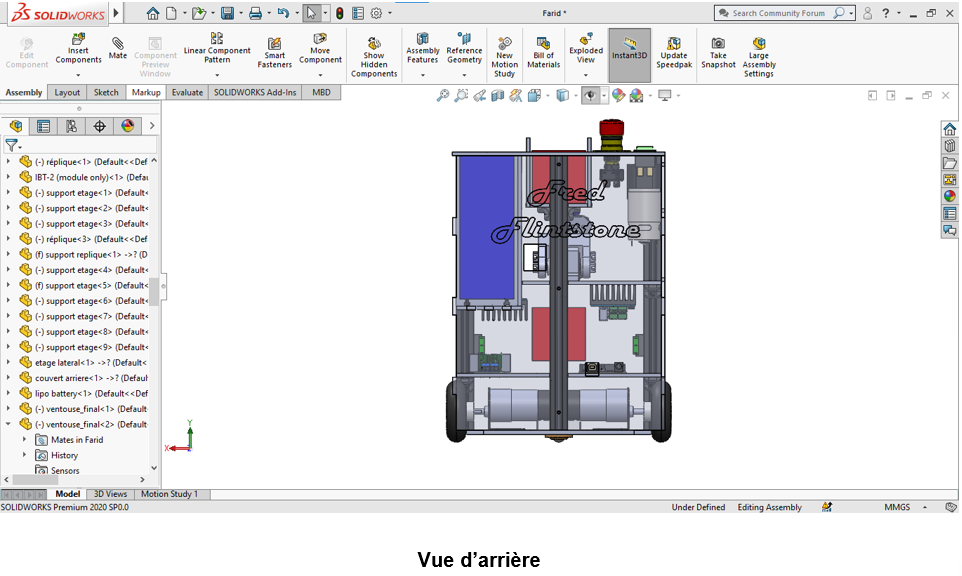 SOLIDWORKS
Farid *
Search Community Forum
?
Edit Component
Insert Components
Mate
Component Preview Window
Linear Component Pattern
Smart Fasteners
Move Component
Show Hidden Components
Assembly Features
Reference Geometry
New Motion Study
Bill of Materials
Exploded View
Instant3D
Update Speedpak
Take Snapshot
Large Assembly Settings
Assembly Layout Sketch Markup Evaluate SOLIDWORKS Add-Ins MBD
(-) réplique<1> (Default<<Def
IBT-2 (module only)<1> (Defau
(-) support etage<1> (Default<
(-) support etage<2> (Default<
(-) support etage<3> (Default<
(-) réplique<3> (Default<<Def
(f) support replique<1> ->? (D
(-) support etage<4> (Default<
(f) support etage<5> (Default<
(-) support etage<6> (Default<
(-) support etage<7> (Default<
(-) support etage<8> (Default<
(-) support etage<9> (Default<
etage lateral<1> ->? (Default<
couvert arriere<1> ->? (Default
lipo battery<1> (Default<<Def
(-) ventouse_final<1> (Default
(-) ventouse_final<2> (Default
Mates in Farid
History
Sensors
Fred
Flintstone
Y
X
Model 3D Views Motion Study 1
SOLIDWORKS Premium 2020 SP0.0
Under Defined Editing Assembly MMGS
Vue d’arrière